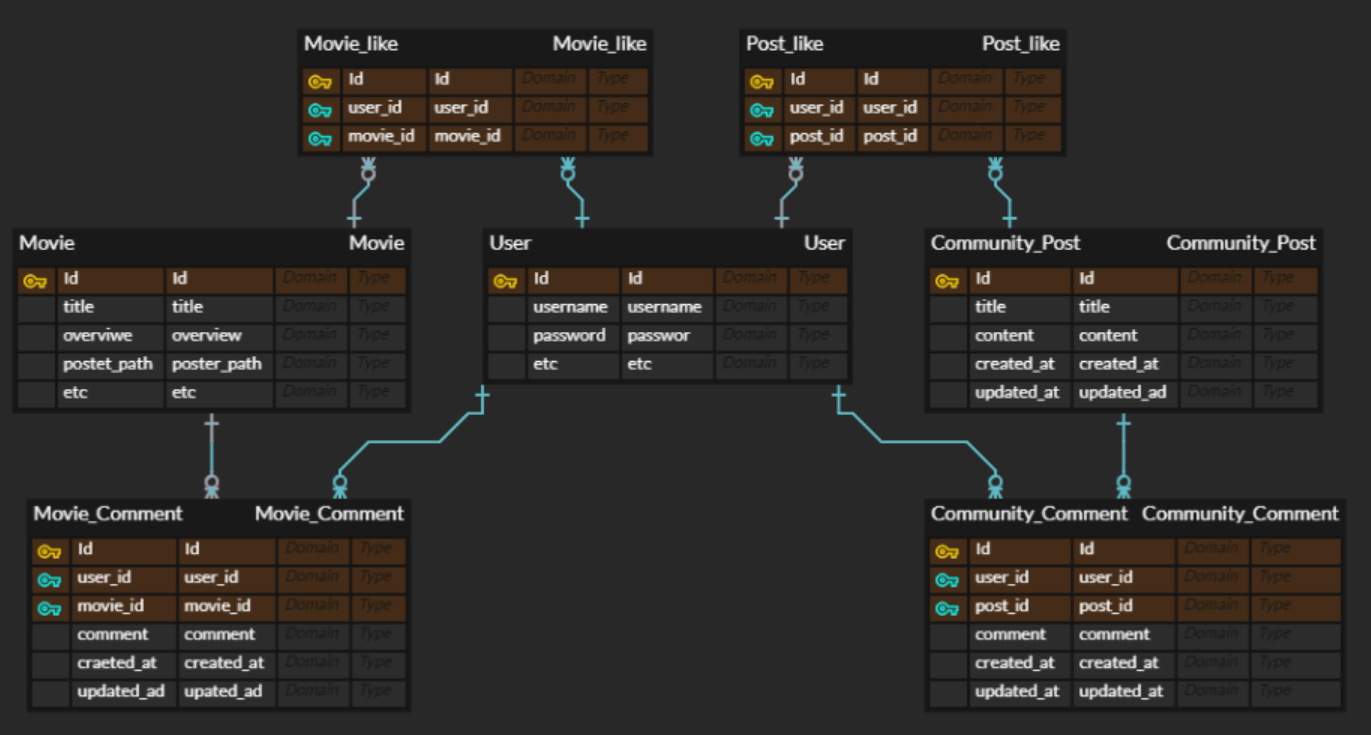 Movie_like Movie_like
Id Id Domain Type
user_id user_id Domain Type
movie_id movie_id Domain Type
Post_like Post_like
Id Id Domain Type
user_id user_id Domain Type
post_id post_id Domain Type
Movie Movie
Id Id Domain Type
title title Domain Type
overviwe overview Domain Type
postet_path poster_path Domain Type
etc etc Domain Type
User User
Id Id Domain Type
username username Domain Type
password passwor Domain Type
etc etc Domain Type
Community_Post Community_Post
Id Id Domain Type
title title Domain Type
content content Domain Type
created_at created_at Domain Type
updated_at updated_ad Domain Type
Movie_Comment Movie_Comment
Id Id Domain Type
user_id user_id Domain Type
movie_id movie_id Domain Type
comment comment Domain Type
craeted_at created_at Domain Type
updated_ad upated_ad Domain Type
Community_Comment Community_Comment
Id Id Domain Type
user_id user_id Domain Type
post_id post_id Domain Type
comment comment Domain Type
created_at created_at Domain Type
updated_at updated_at Domain Type